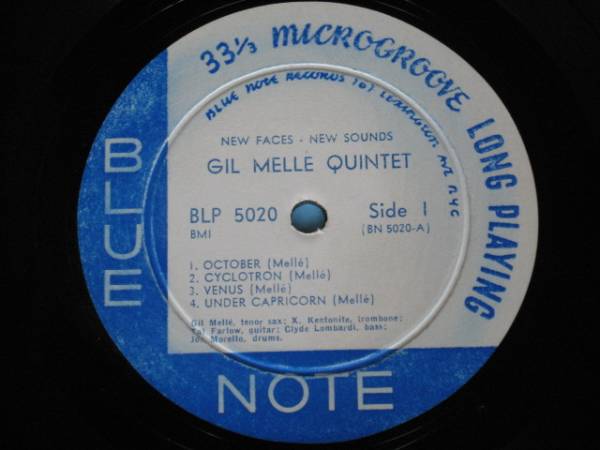 33⅓ MICROGROOVE LONG PLAYING
BLUE NOTE RECORDS 767 LEXINGTON AVE NYC
NEW FACES - NEW SOUNDS
GIL MELLE QUINTET
BLP 5020 Side 1
BMI (BN 5020-A)
1. OCTOBER (Mellé)
2. CYCLOTRON (Mellé)
3. VENUS (Mellé)
4. UNDER CAPRICORN (Mellé)
Gil Mellé, tenor sax; K. Kentonite, trombone;
Tal Farlow, guitar; Clyde Lombardi, bass;
Joe Morello, drums.
BLUE
NOTE